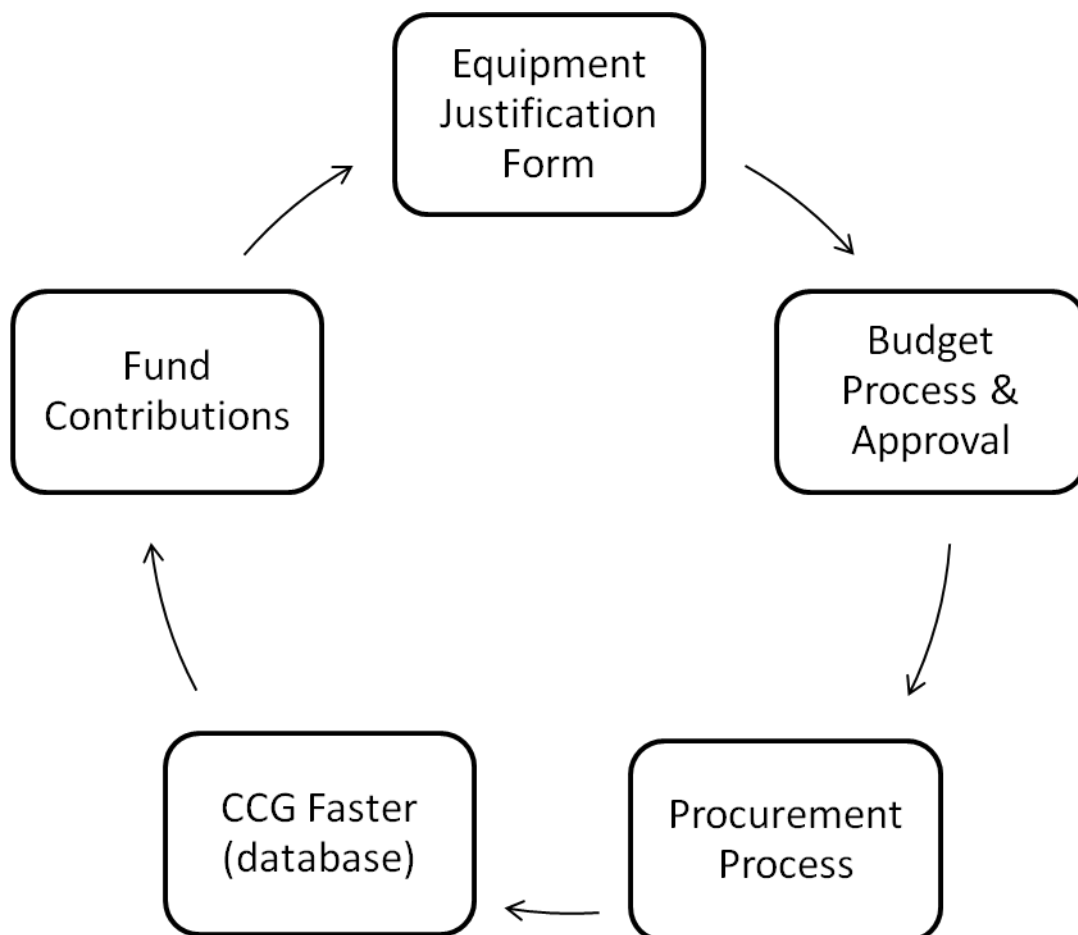 Equipment
Justification
Form
Budget
Process &
Approval
Procurement
Process
CCG Faster
(database)
Fund
Contributions